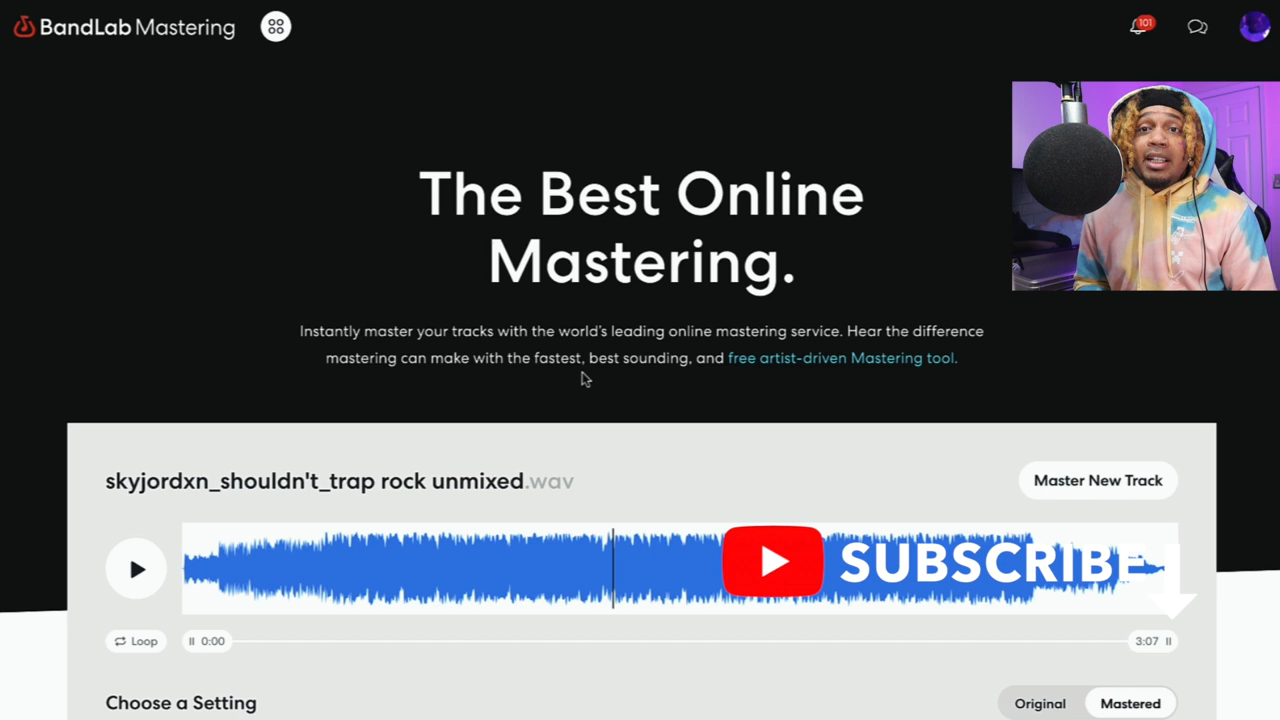 BandLab Mastering
101
The Best Online
Mastering.
Instantly master your tracks with the world's leading online mastering service. Hear the difference
mastering can make with the fastest, best sounding, and free artist-driven Mastering tool.
skyjordxn_shouldn't_trap rock unmixed.wav
Master New Track
SUBSCRIBE
Loop
0:00
3:07
Choose a Setting
Original
Mastered